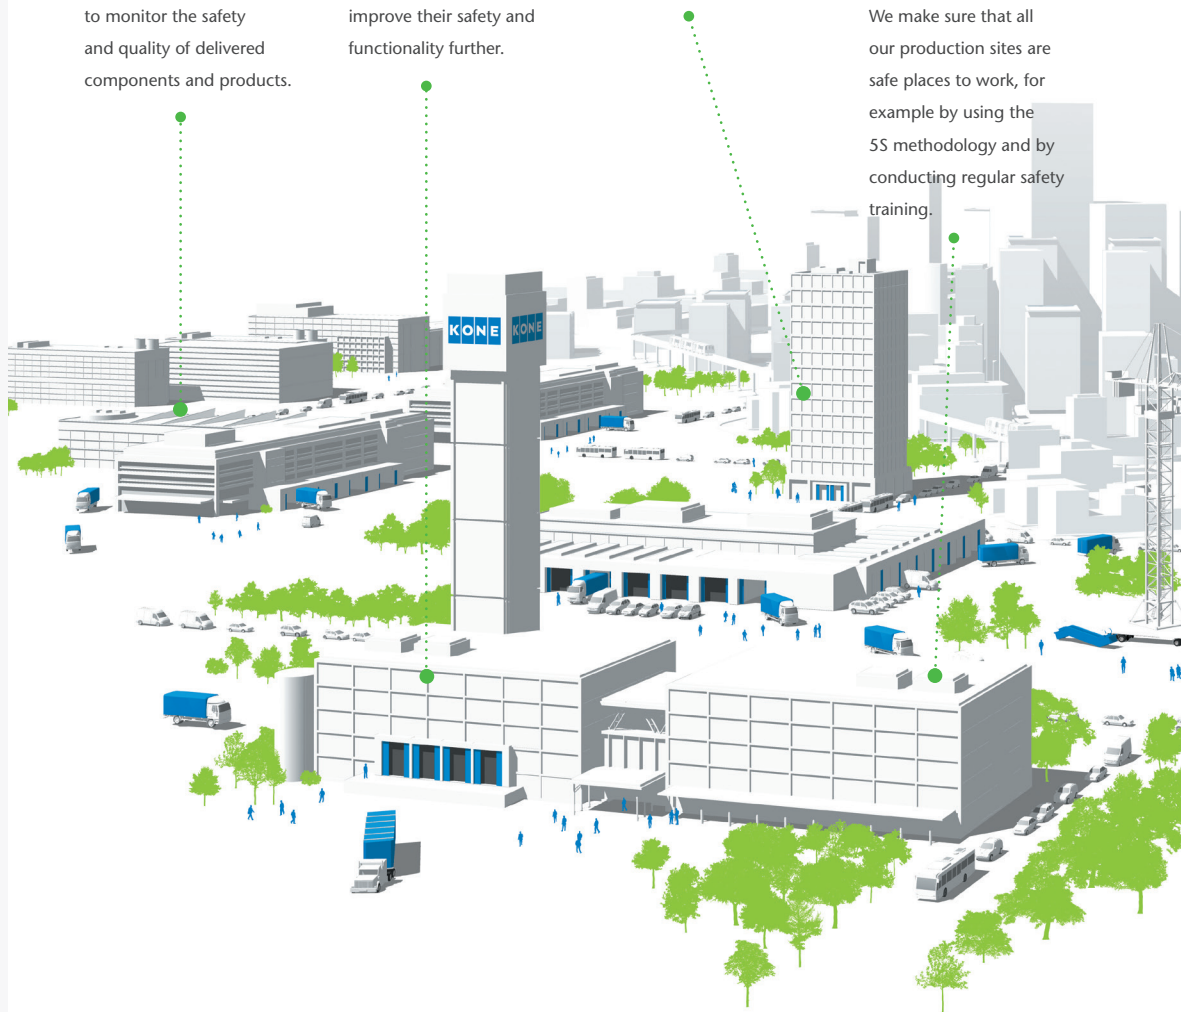 to monitor the safety
and quality of delivered
components and products.
improve their safety and
functionality further.
We make sure that all
our production sites are
safe places to work, for
example by using the
5S methodology and by
conducting regular safety
training.
KONE
KONE